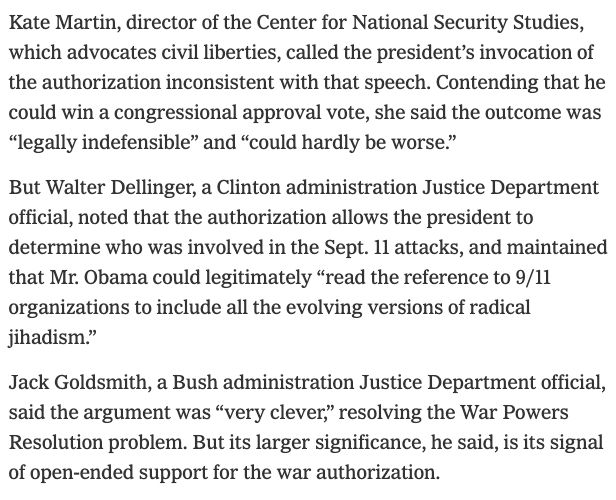 Kate Martin, director of the Center for National Security Studies,
which advocates civil liberties, called the president’s invocation of
the authorization inconsistent with that speech. Contending that he
could win a congressional approval vote, she said the outcome was
“legally indefensible” and “could hardly be worse.”
But Walter Dellinger, a Clinton administration Justice Department
official, noted that the authorization allows the president to
determine who was involved in the Sept. 11 attacks, and maintained
that Mr. Obama could legitimately “read the reference to 9/11
organizations to include all the evolving versions of radical
jihadism.”
Jack Goldsmith, a Bush administration Justice Department official,
said the argument was “very clever,” resolving the War Powers
Resolution problem. But its larger significance, he said, is its signal
of open-ended support for the war authorization.